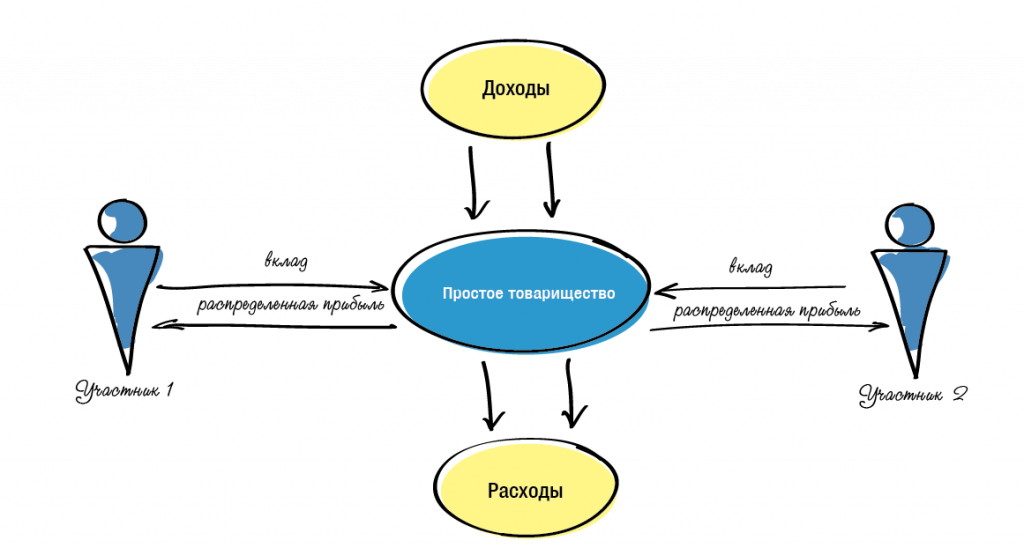 Доходы
вклад
распределенная прибыль
Простое товарищество
вклад
распределенная прибыль
Участник 1
Участник 2
Расходы